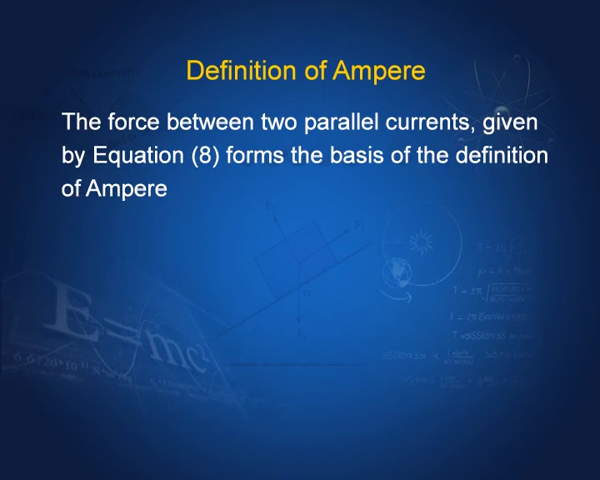 Definition of Ampere
The force between two parallel currents, given
by Equation (8) forms the basis of the definition
of Ampere
E=mc²